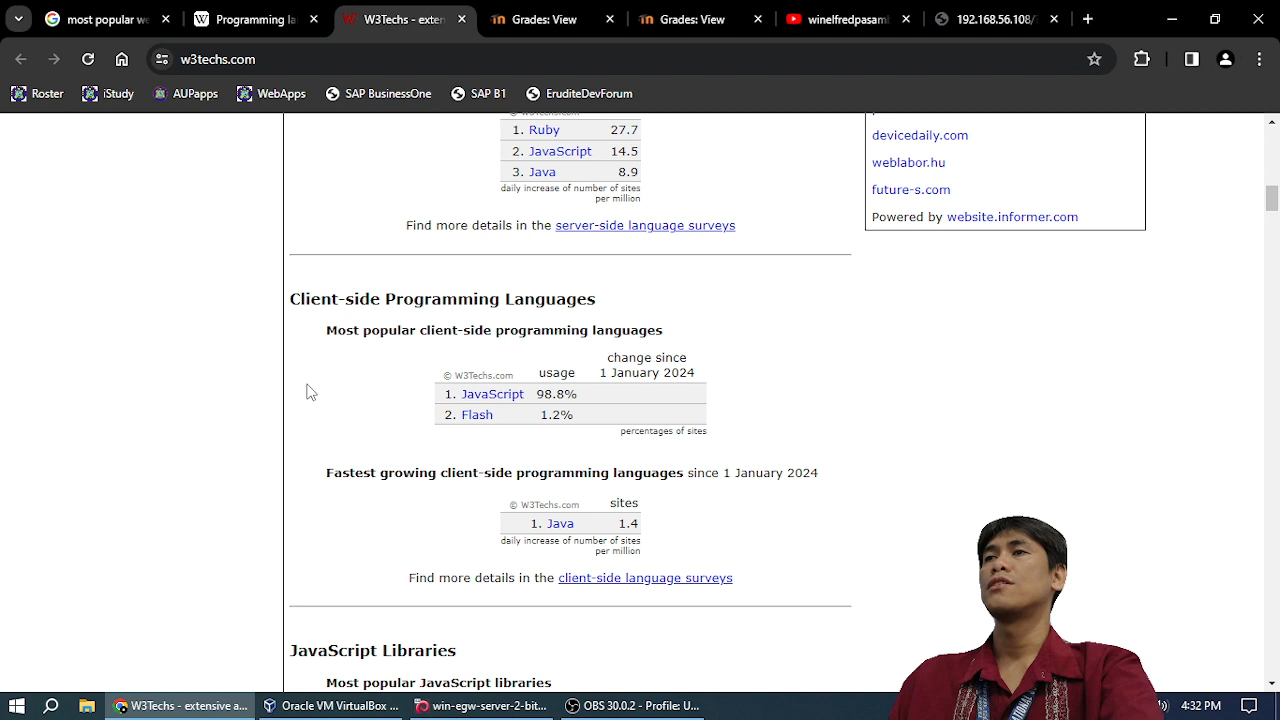 most popular we
Programming la
W3Techs - exten
Grades: View
Grades: View
winelfredpasaml
192.168.56.108/
w3techs.com
Roster
iStudy
AUPapps
WebApps
SAP BusinessOne
SAP B1
EruditeDevForum
© W3Techs.com
1. Ruby 27.7
2. JavaScript 14.5
3. Java 8.9
daily increase of number of sites
per million
Find more details in the server-side language surveys
devicedaily.com
weblabor.hu
future-s.com
Powered by website.informer.com
Client-side Programming Languages
Most popular client-side programming languages
change since
© W3Techs.com usage 1 January 2024
1. JavaScript 98.8%
2. Flash 1.2%
percentages of sites
Fastest growing client-side programming languages since 1 January 2024
© W3Techs.com sites
1. Java 1.4
daily increase of number of sites
per million
Find more details in the client-side language surveys
JavaScript Libraries
Most popular JavaScript libraries
W3Techs - extensive a...
Oracle VM VirtualBox ...
win-egw-server-2-bit...
OBS 30.0.2 - Profile: U...
4:32 PM